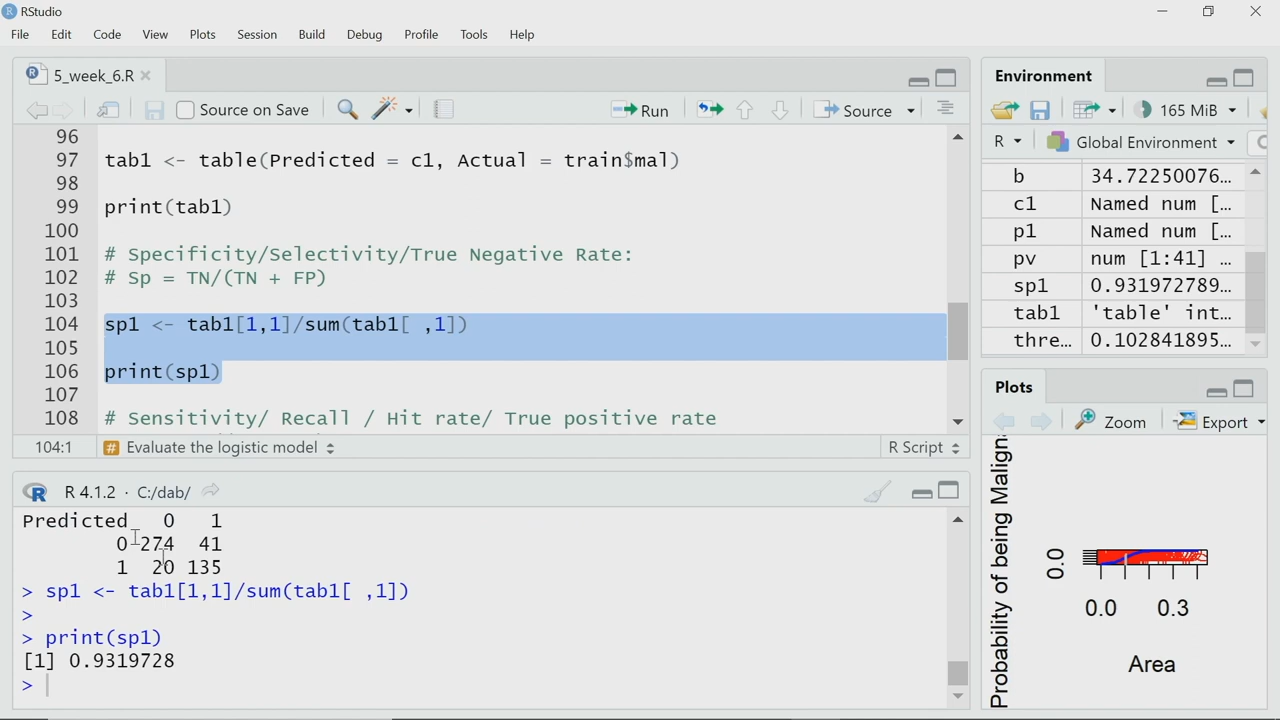 RStudio
File Edit Code View Plots Session Build Debug Profile Tools Help
5_week_6.R
Source on Save Run Source
96
97 tab1 <- table(Predicted = c1, Actual = train$mal)
98
99 print(tab1)
100
101 # Specificity/Selectivity/True Negative Rate:
102 # Sp = TN/(TN + FP)
103
104 sp1 <- tab1[1,1]/sum(tab1[ ,1])
105
106 print(sp1)
107
108 # Sensitivity/ Recall / Hit rate/ True positive rate
104:1 # Evaluate the logistic model R Script
R 4.1.2 · C:/dab/
Predicted 0 1
0 274 41
1 20 135
> sp1 <- tab1[1,1]/sum(tab1[ ,1])
>
> print(sp1)
[1] 0.9319728
>
Environment
165 MiB
R Global Environment
b 34.72250076...
c1 Named num [...
p1 Named num [...
pv num [1:41] ...
sp1 0.931972789...
tab1 'table' int...
thre... 0.102841895...
Plots
Zoom Export
Probability of being Malign
0.0
0.0 0.3
Area